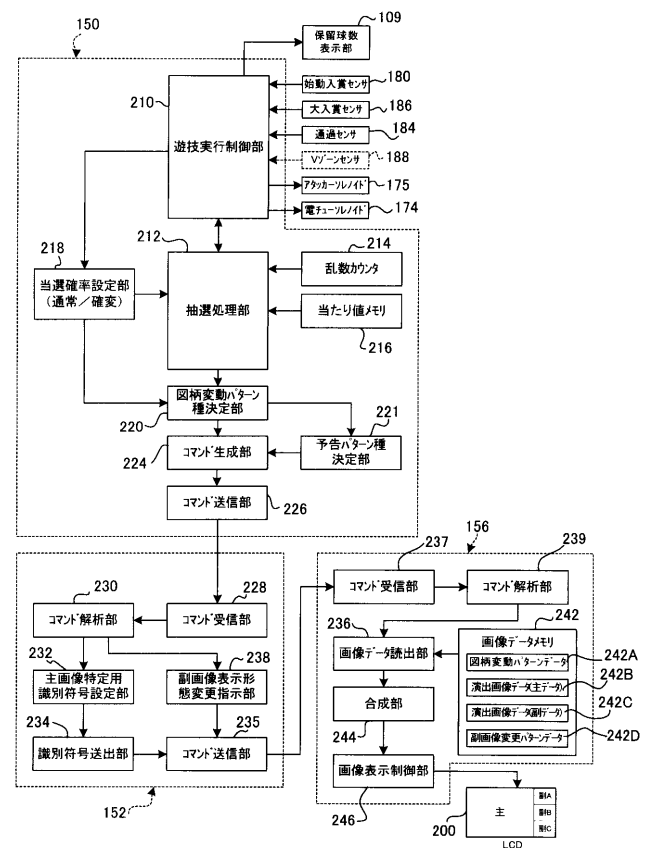 150
109
保留球数
表示部
210
遊技実行制御部
始動入賞センサ
180
大入賞センサ
186
通過センサ
184
Vゾーンセンサ
188
アタッカーソレノイド
175
電チューソレノイド
174
218
当選確率設定部
(通常/確変)
212
抽選処理部
214
乱数カウンタ
当たり値メモリ
216
図柄変動パターン
種決定部
220
221
予告パターン種
決定部
224
コマンド生成部
コマンド送信部
226
230
コマンド解析部
228
コマンド受信部
232
主画像特定用
識別符号設定部
238
副画像表示形
態変更指示部
234
識別符号送出部
235
コマンド送信部
152
237
156
239
コマンド受信部
コマンド解析部
236
画像データ読出部
242
画像データメモリ
図柄変動パターンデータ
242A
演出画像データ(主データ)
242B
演出画像データ(副データ)
242C
副画像変更パターンデータ
242D
合成部
244
画像表示制御部
246
200
主
副A
副B
副C
LCD